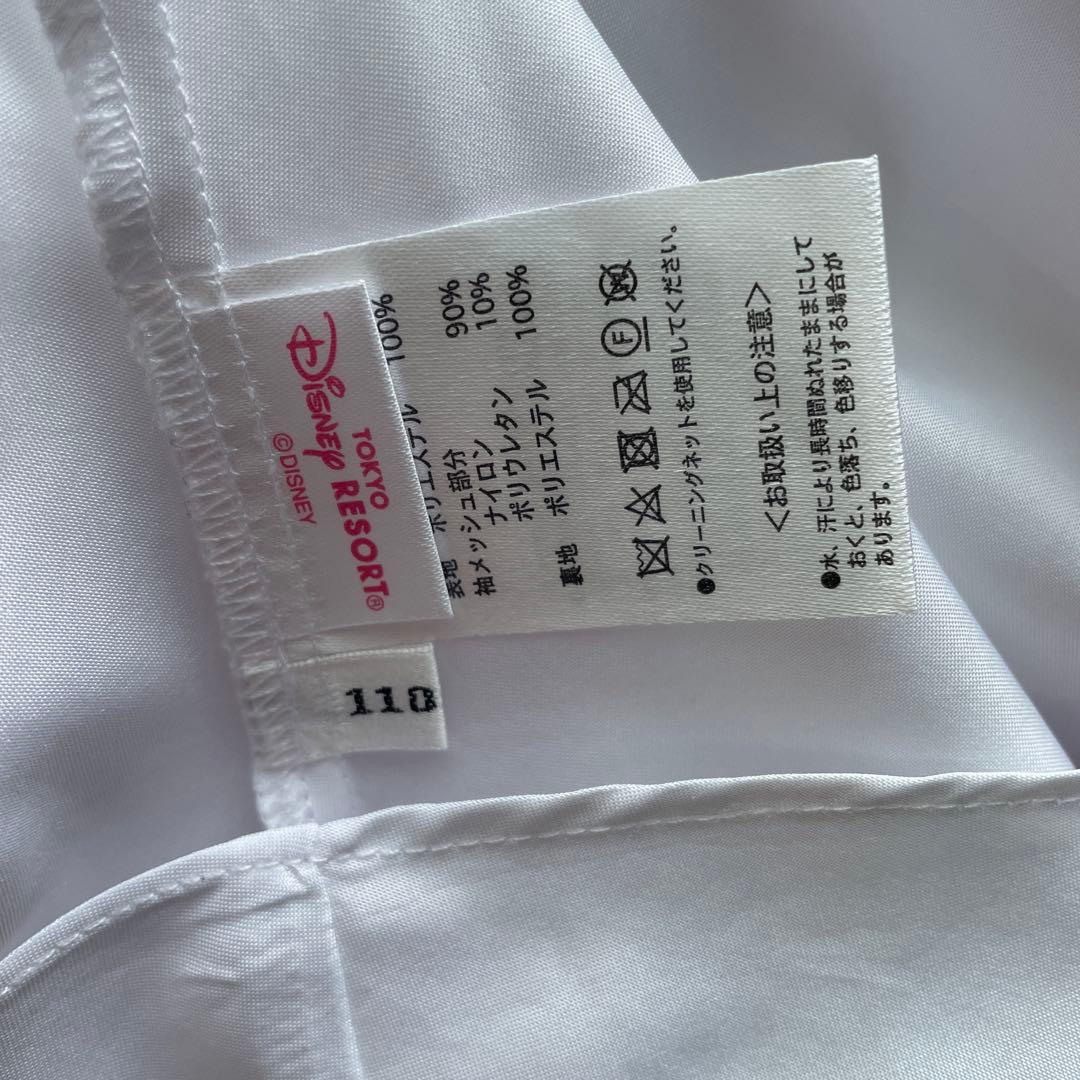 Disney
TOKYO
RESORT®
©DISNEY
表地 ポリエステル 100%
袖メッシュ部分
ナイロン 90%
ポリウレタン 10%
裏地 ポリエステル 100%
F
●クリーニングネットを使用してください。
<お取扱い上の注意>
●水、汗により長時間ぬれたままにして
おくと、色落ち、色移りする場合が
あります。
110